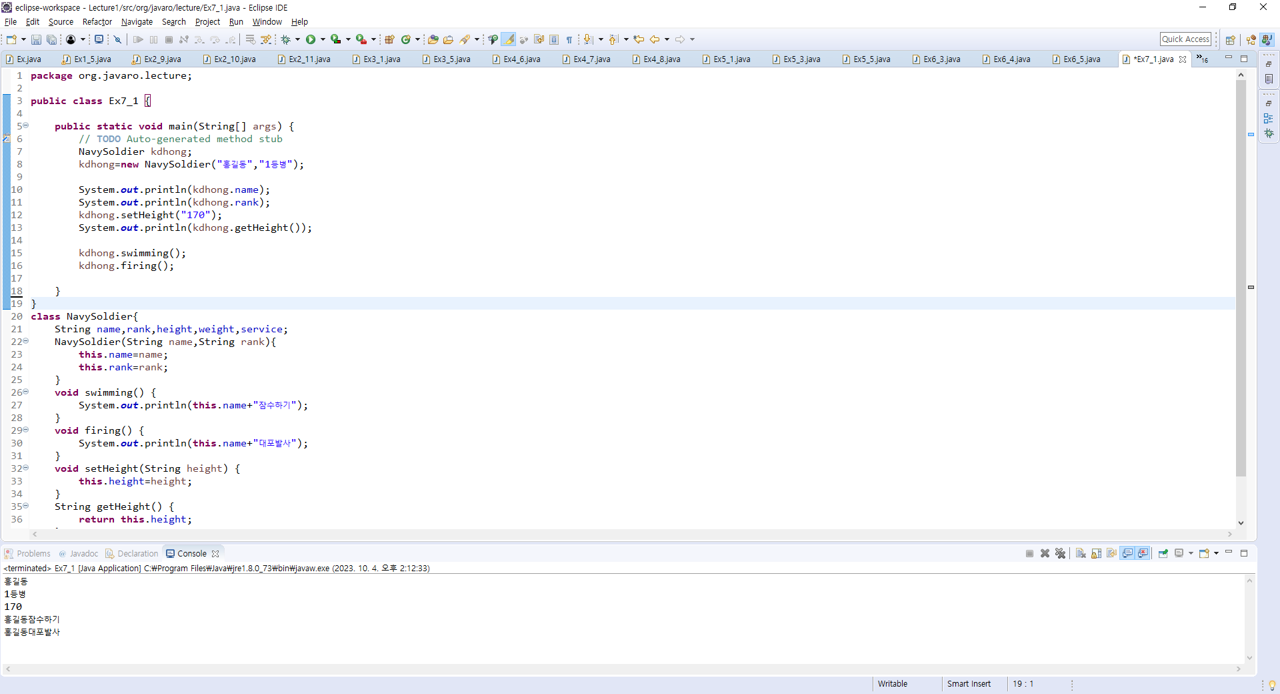 eclipse-workspace - Lecture1/src/org/javaro/lecture/Ex7_1.java - Eclipse IDE
File Edit Source Refactor Navigate Search Project Run Window Help
Quick Access
Ex.java Ex1_5.java Ex2_9.java Ex2_10.java Ex2_11.java Ex3_1.java Ex3_5.java Ex4_6.java Ex4_7.java Ex4_8.java Ex5_1.java Ex5_3.java Ex5_5.java Ex6_3.java Ex6_4.java Ex6_5.java *Ex7_1.java »16
1 package org.javaro.lecture;
2
3 public class Ex7_1 {
4
5 public static void main(String[] args) {
6 // TODO Auto-generated method stub
7 NavySoldier kdhong;
8 kdhong=new NavySoldier("홍길동","1등병");
9
10 System.out.println(kdhong.name);
11 System.out.println(kdhong.rank);
12 kdhong.setHeight("170");
13 System.out.println(kdhong.getHeight());
14
15 kdhong.swimming();
16 kdhong.firing();
17
18 }
19 }
20 class NavySoldier{
21 String name,rank,height,weight,service;
22 NavySoldier(String name,String rank){
23 this.name=name;
24 this.rank=rank;
25 }
26 void swimming() {
27 System.out.println(this.name+"잠수하기");
28 }
29 void firing() {
30 System.out.println(this.name+"대포발사");
31 }
32 void setHeight(String height) {
33 this.height=height;
34 }
35 String getHeight() {
36 return this.height;
Problems Javadoc Declaration Console
<terminated> Ex7_1 [Java Application] C:₩Program Files₩Java₩jre1.8.0_73₩bin₩javaw.exe (2023. 10. 4. 오후 2:12:33)
홍길동
1등병
170
홍길동잠수하기
홍길동대포발사
Writable Smart Insert 19 : 1